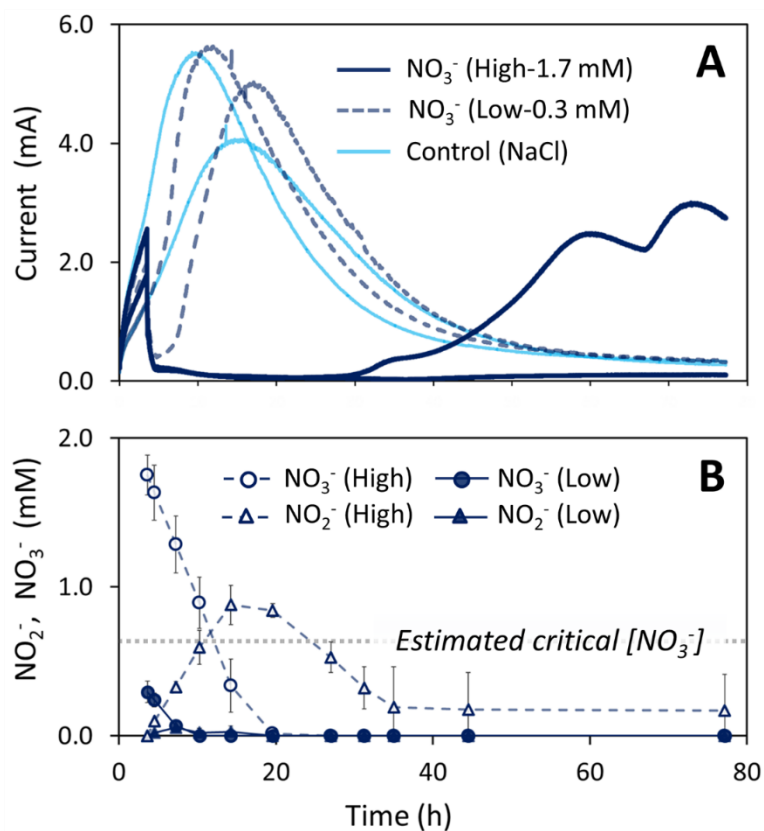 6.0
4.0
2.0
0.0
Current (mA)
NO₃⁻ (High-1.7 mM)
NO₃⁻ (Low-0.3 mM)
Control (NaCl)
A
2.0
1.0
0.0
NO₂⁻, NO₃⁻ (mM)
NO₃⁻ (High)
NO₃⁻ (Low)
NO₂⁻ (High)
NO₂⁻ (Low)
B
Estimated critical [NO₃⁻]
0 20 40 60 80
Time (h)